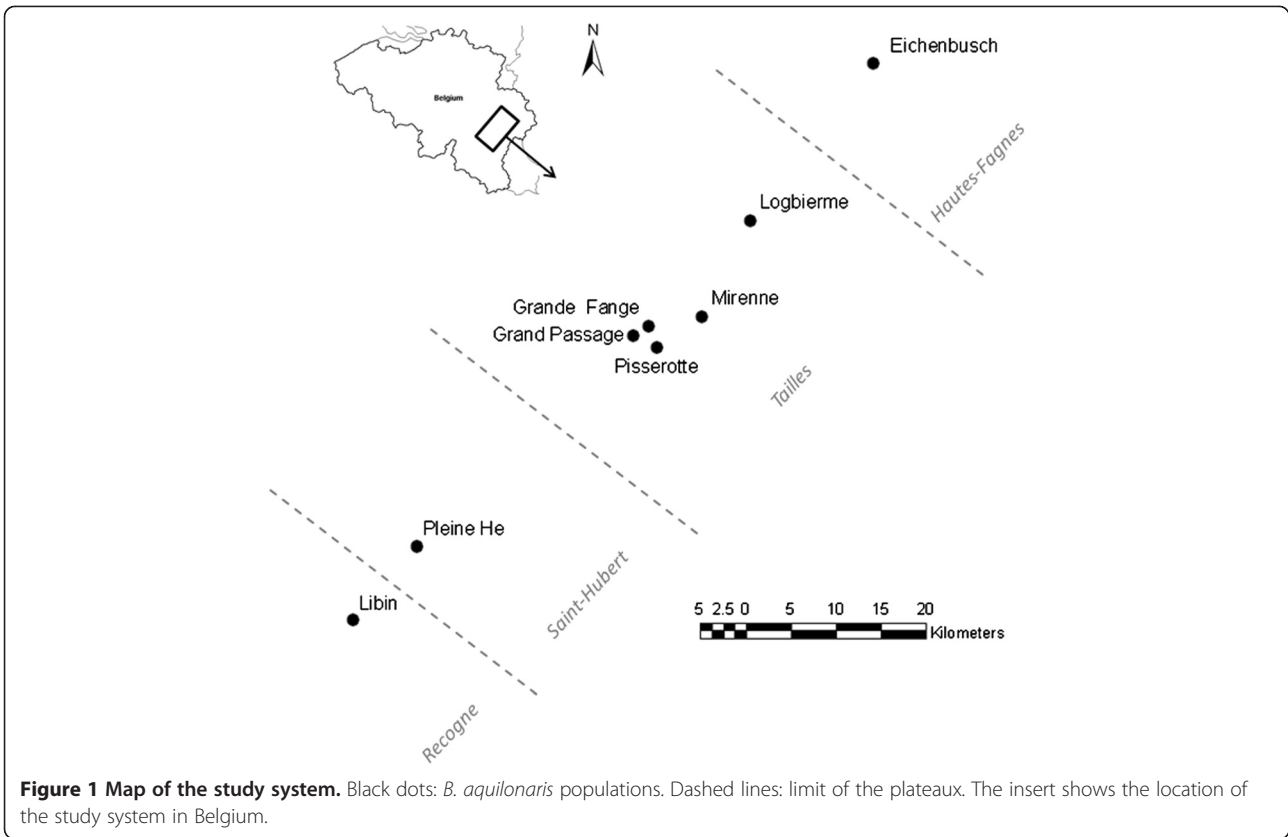 N
Belgium
Eichenbusch
Hautes-Fagnes
Logbierme
Mirenne
Grande Fange
Grand Passage
Pisserotte
Tailles
Pleine He
Saint-Hubert
Libin
5 2.5 0 5 10 15 20
Kilometers
Recogne
Figure 1 Map of the study system. Black dots: B. aquilonaris populations. Dashed lines: limit of the plateaux. The insert shows the location of
the study system in Belgium.